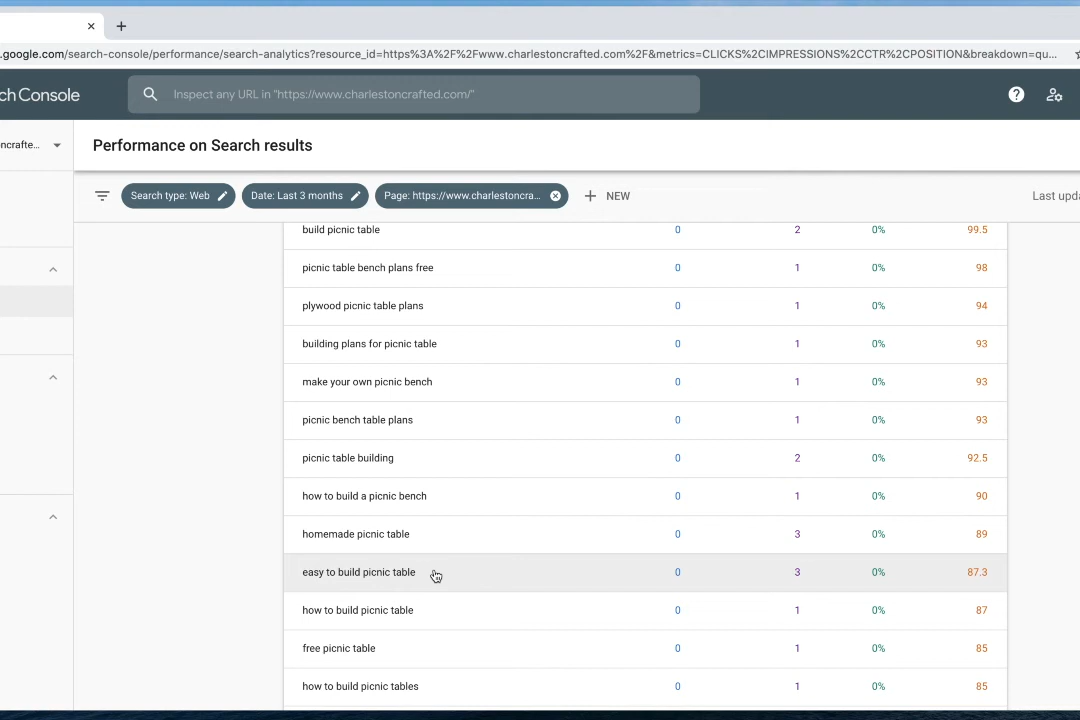 .google.com/search-console/performance/search-analytics?resource_id=https%3A%2F%2Fwww.charlestoncrafted.com%2F&metrics=CLICKS%2CIMPRESSIONS%2CCTR%2CPOSITION&breakdown=qu...
ch Console
Inspect any URL in "https://www.charlestoncrafted.com/"
ncrafte...
Performance on Search results
Search type: Web
Date: Last 3 months
Page: https://www.charlestoncra...
NEW
Last upda
build picnic table 0 2 0% 99.5
picnic table bench plans free 0 1 0% 98
plywood picnic table plans 0 1 0% 94
building plans for picnic table 0 1 0% 93
make your own picnic bench 0 1 0% 93
picnic bench table plans 0 1 0% 93
picnic table building 0 2 0% 92.5
how to build a picnic bench 0 1 0% 90
homemade picnic table 0 3 0% 89
easy to build picnic table 0 3 0% 87.3
how to build picnic table 0 1 0% 87
free picnic table 0 1 0% 85
how to build picnic tables 0 1 0% 85